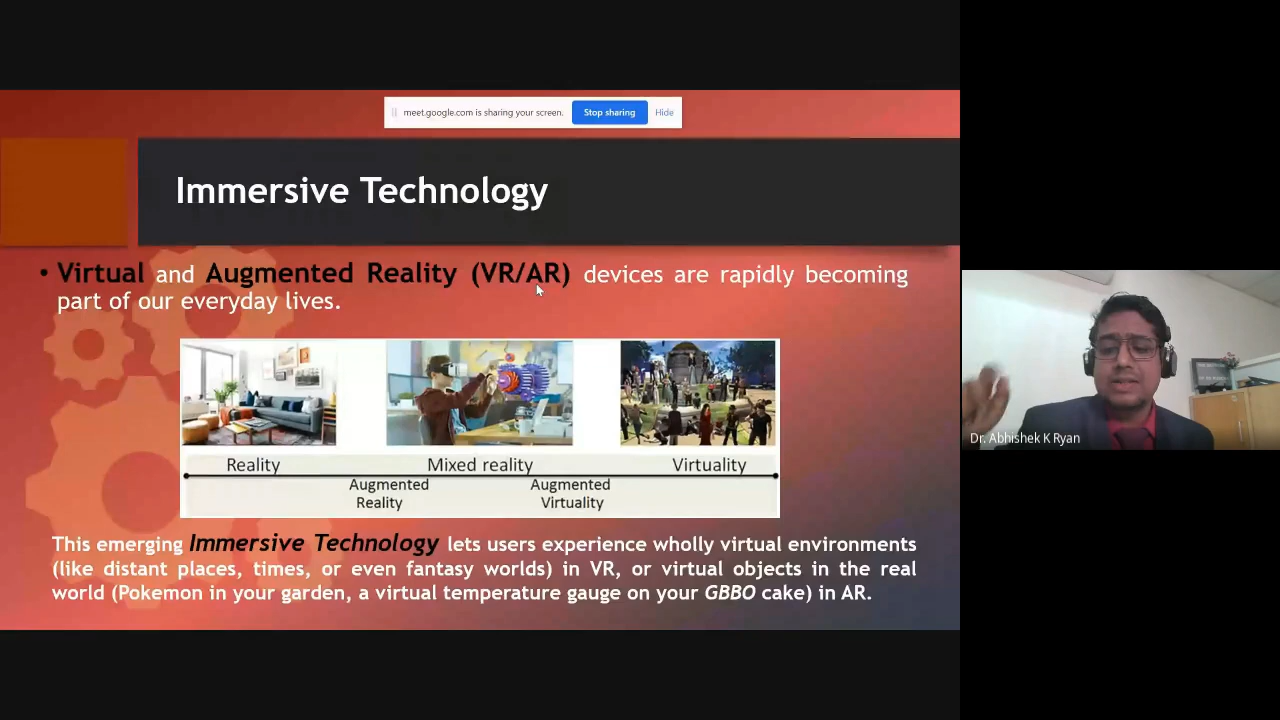 meet.google.com is sharing your screen. Stop sharing Hide
Immersive Technology
• Virtual and Augmented Reality (VR/AR) devices are rapidly becoming
part of our everyday lives.
Reality Mixed reality Virtuality
Augmented Augmented
Reality Virtuality
This emerging Immersive Technology lets users experience wholly virtual environments
(like distant places, times, or even fantasy worlds) in VR, or virtual objects in the real
world (Pokemon in your garden, a virtual temperature gauge on your GBBO cake) in AR.
Dr. Abhishek K Ryan